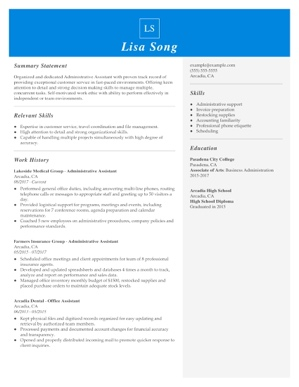 LS
Lisa Song
Summary Statement
Organized and dedicated Administrative Assistant with proven track record of
providing exceptional customer service in fast-paced environments. Offering keen
attention to detail and strong decision making skills to manage multiple,
concurrent tasks. Self-motivated work ethic with ability to perform effectively in
independent or team environments.
Relevant Skills
Expertise in customer service, travel coordination and file management.
High attention to detail and strong organizational skills.
Capable of handling multiple projects simultaneously with high degree of
accuracy.
Work History
Lakeside Medical Group - Administrative Assistant
Arcadia, CA
08/2017 - Current
Performed general office duties, including answering multi-line phones, routing
telephone calls or messages to appropriate staff and greeting up to 50 visitors a
day.
Provided logistical support for programs, meetings and events, including
reservations for 7 conference rooms, agenda preparation and calendar
maintenance.
Coached 5 new employees on administrative procedures, company policies and
performance standards.
Farmers Insurance Group - Administrative Assistant
Arcadia, CA
05/2015 - 07/2017
Scheduled office meetings and client appointments for team of 8 professional
insurance agents.
Developed and updated spreadsheets and databases 8 times a month to track,
analyze and report on performance and sales data.
Managed office inventory monthly budget of $1000, restocked supplies and
placed purchase orders to maintain adequate stock levels.
Arcadia Dental - Office Assistant
Arcadia, CA
Kept physical files and digitized records organized for easy updating and
retrieval by authorized team members.
Processed payments and documented account changes for financial accuracy
and transparency.
Opened and properly distributed incoming mail to promote quicker response to
client inquiries.
example@example.com
(555) 555-5555
Arcadia, CA
Skills
Administrative support
Invoice preparation
Restocking supplies
Accounting familiarity
Professional phone etiquette
Scheduling
Education
Pasadena City College
Pasadena, CA
Associate of Arts: Business Administration
2015-2017
Arcadia High School
Arcadia, CA
High School Diploma
Graduated in 2015